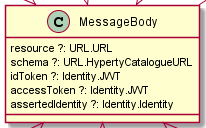 C MessageBody
resource ?: URL.URL
schema ?: URL.HypertyCatalogueURL
idToken ?: Identity.JWT
accessToken ?: Identity.JWT
assertedIdentity ?: Identity.Identity